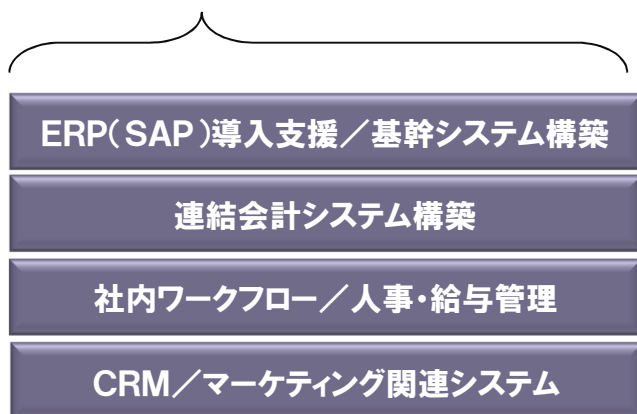 ERP(SAP)導入支援／基幹システム構築
連結会計システム構築
社内ワークフロー／人事・給与管理
CRM／マーケティング関連システム